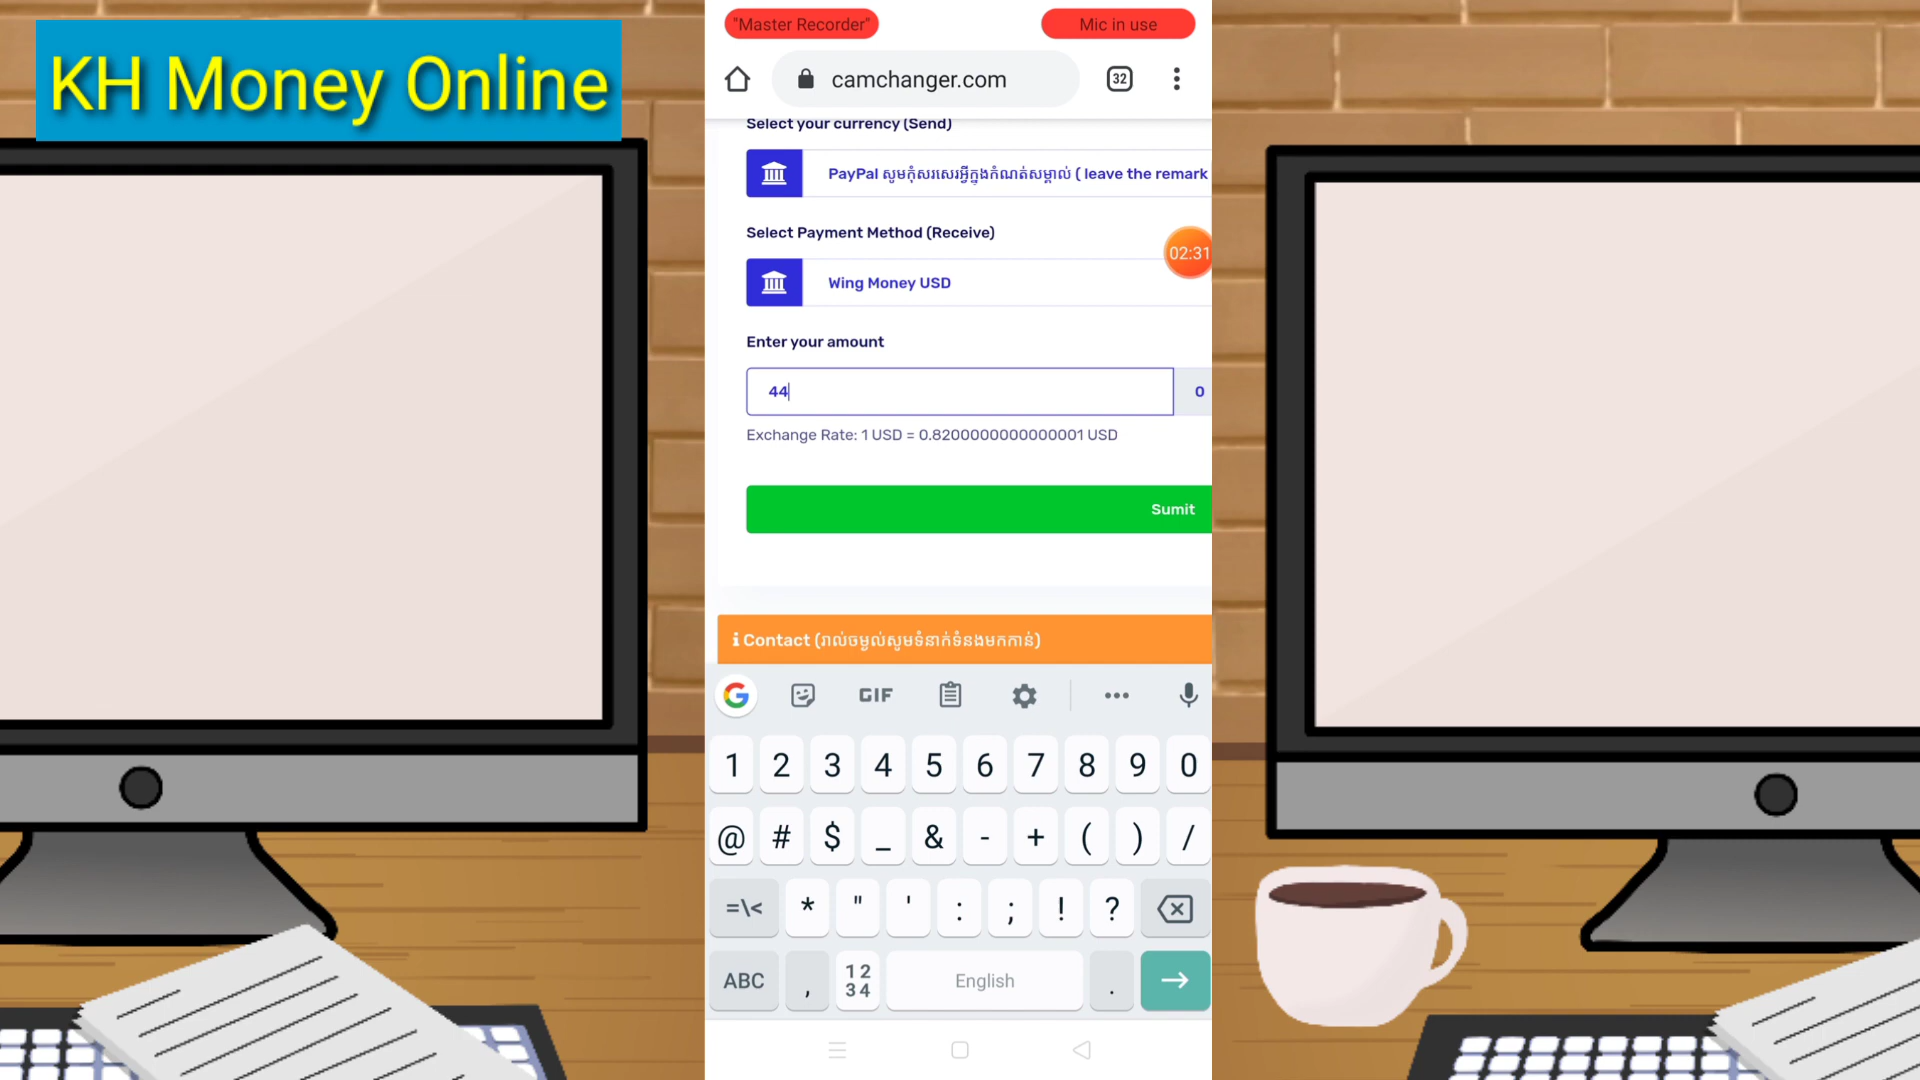 KH Money Online
"Master Recorder"
Mic in use
camchanger.com
32
Select your currency (Send)
PayPal សូមកុំសរសេរអ្វីក្នុងកំណត់សម្គាល់ ( leave the remark
Select Payment Method (Receive)
02:31
Wing Money USD
Enter your amount
44
0
Exchange Rate: 1 USD = 0.8200000000000001 USD
Sumit
Contact (រាល់ចម្ងល់សូមទំនាក់ទំនងមកកាន់)
GIF
1 2 3 4 5 6 7 8 9 0
@ # $ _ & - + ( ) /
=\< * " ' : ; ! ?
ABC , 12 34 English .